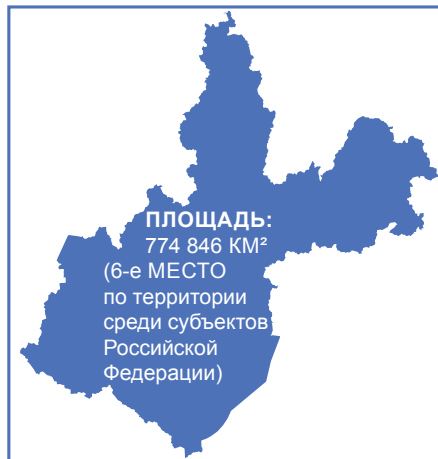 ПЛОЩАДЬ:
774 846 КМ²
(6-е МЕСТО
по территории
среди субъектов
Российской
Федерации)